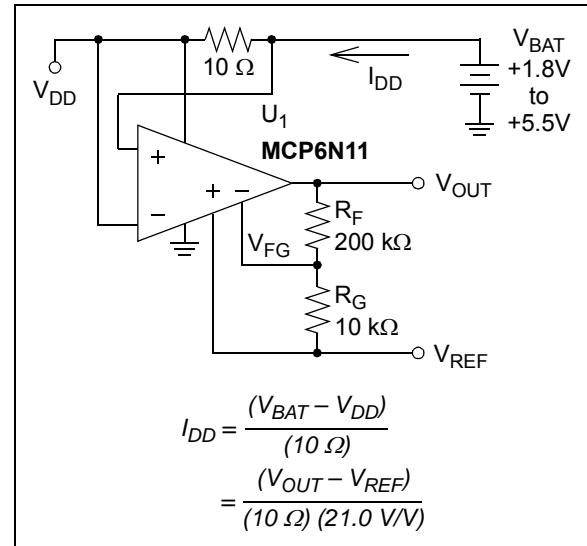 10 Ω
V_DD
I_DD
V_BAT
+1.8V
to
+5.5V
U_1
MCP6N11
+
−
+ −
V_OUT
R_F
200 kΩ
V_FG
R_G
10 kΩ
V_REF
I_DD = (V_BAT – V_DD) / (10 Ω)
= (V_OUT – V_REF) / (10 Ω) (21.0 V/V)